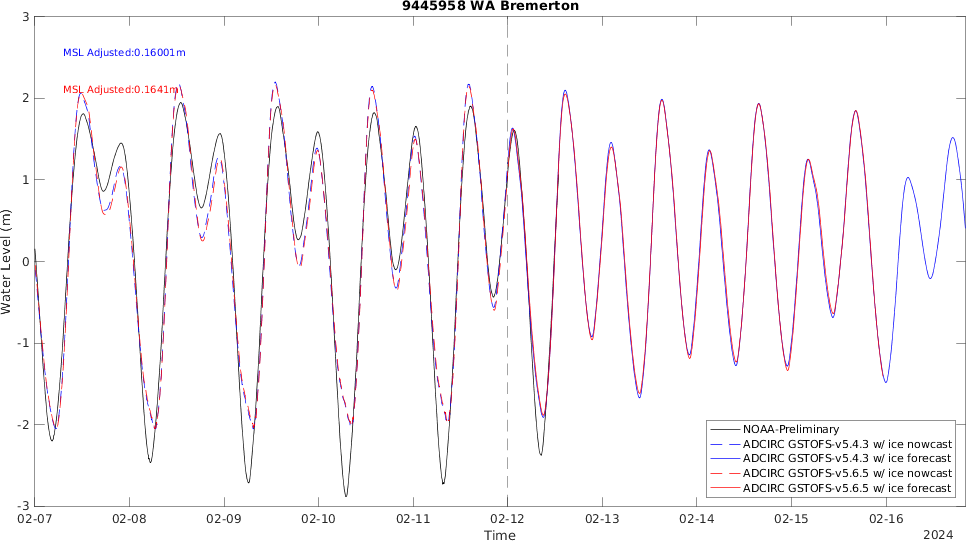 9445958 WA Bremerton
MSL Adjusted:0.16001m
MSL Adjusted:0.1641m
Water Level (m)
3
2
1
0
-1
-2
-3
02-07
02-08
02-09
02-10
02-11
02-12
02-13
02-14
02-15
02-16
Time
2024
NOAA-Preliminary
ADCIRC GSTOFS-v5.4.3 w/ ice nowcast
ADCIRC GSTOFS-v5.4.3 w/ ice forecast
ADCIRC GSTOFS-v5.6.5 w/ ice nowcast
ADCIRC GSTOFS-v5.6.5 w/ ice forecast